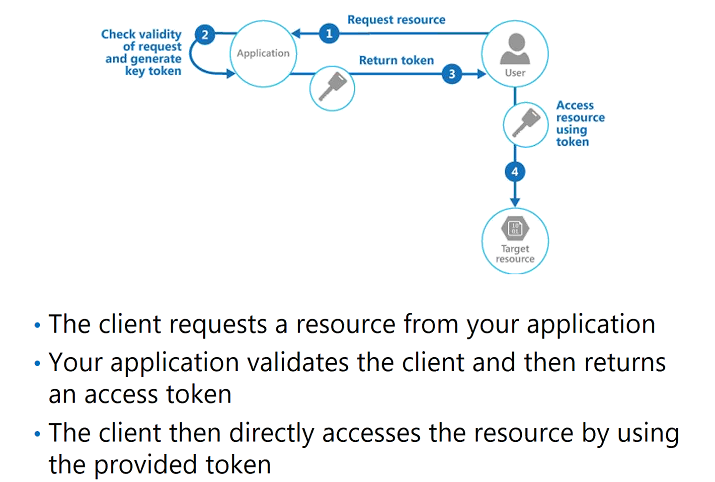 Request resource
1
2
Check validity
of request
and generate
key token
Application
Return token
3
User
Access
resource
using
token
4
10
01
Target
resource
• The client requests a resource from your application
• Your application validates the client and then returns
an access token
• The client then directly accesses the resource by using
the provided token